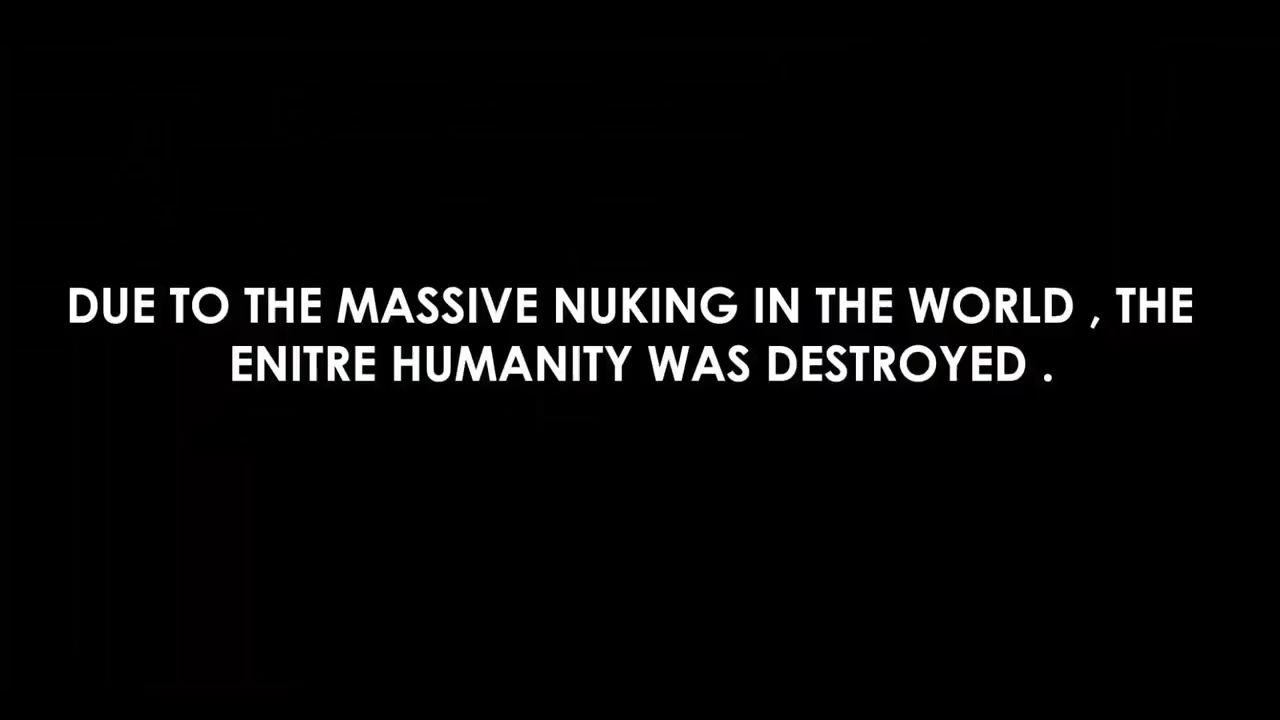 DUE TO THE MASSIVE NUKING IN THE WORLD , THE
ENITRE HUMANITY WAS DESTROYED .